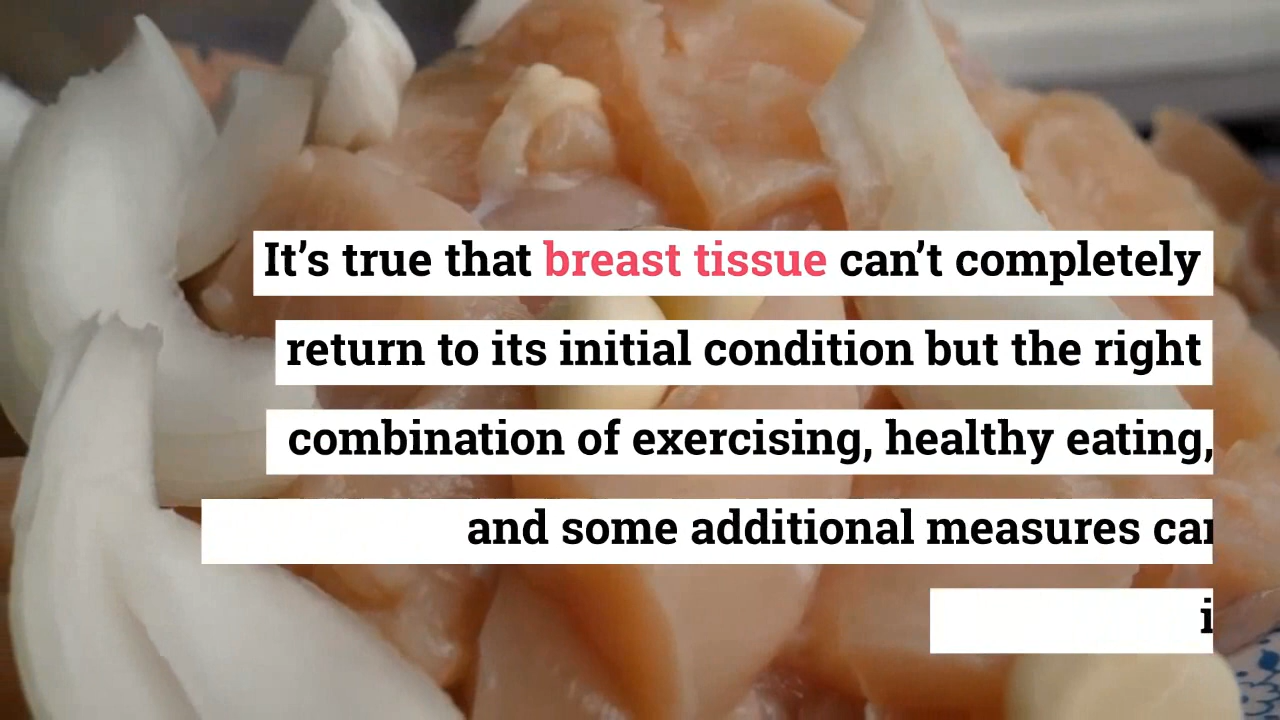 It’s true that breast tissue can’t completely
return to its initial condition but the right
combination of exercising, healthy eating,
and some additional measures